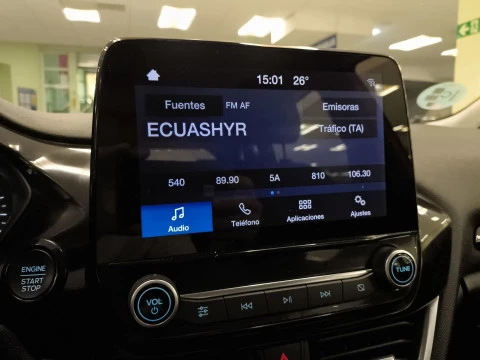 15:01 26°
Fuentes FM AF Emisoras
ECUASHYR Tráfico (TA)
540 89.90 5A 810 106.30
Audio Teléfono Aplicaciones Ajustes
ENGINE
START
STOP
VOL
TUNE